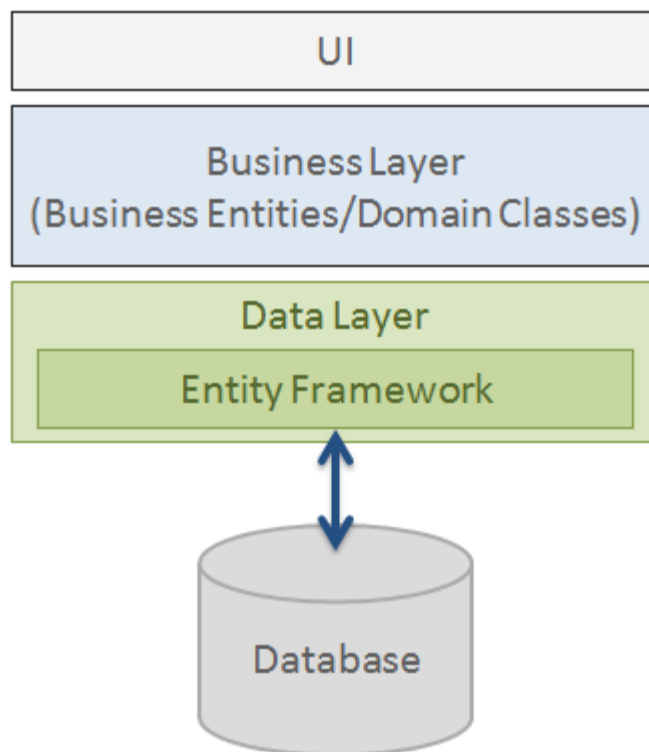 UI
Business Layer
(Business Entities/Domain Classes)
Data Layer
Entity Framework
Database